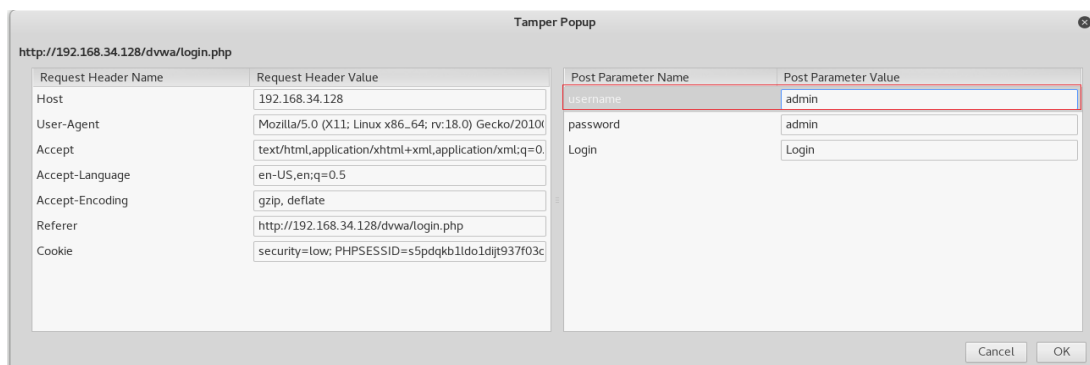 Tamper Popup
http://192.168.34.128/dvwa/login.php
Request Header Name Request Header Value
Host 192.168.34.128
User-Agent Mozilla/5.0 (X11; Linux x86_64; rv:18.0) Gecko/2010(
Accept text/html,application/xhtml+xml,application/xml;q=0.
Accept-Language en-US,en;q=0.5
Accept-Encoding gzip, deflate
Referer http://192.168.34.128/dvwa/login.php
Cookie security=low; PHPSESSID=s5pdqkb1ldo1dijt937f03c
Post Parameter Name Post Parameter Value
username admin
password admin
Login Login
Cancel OK